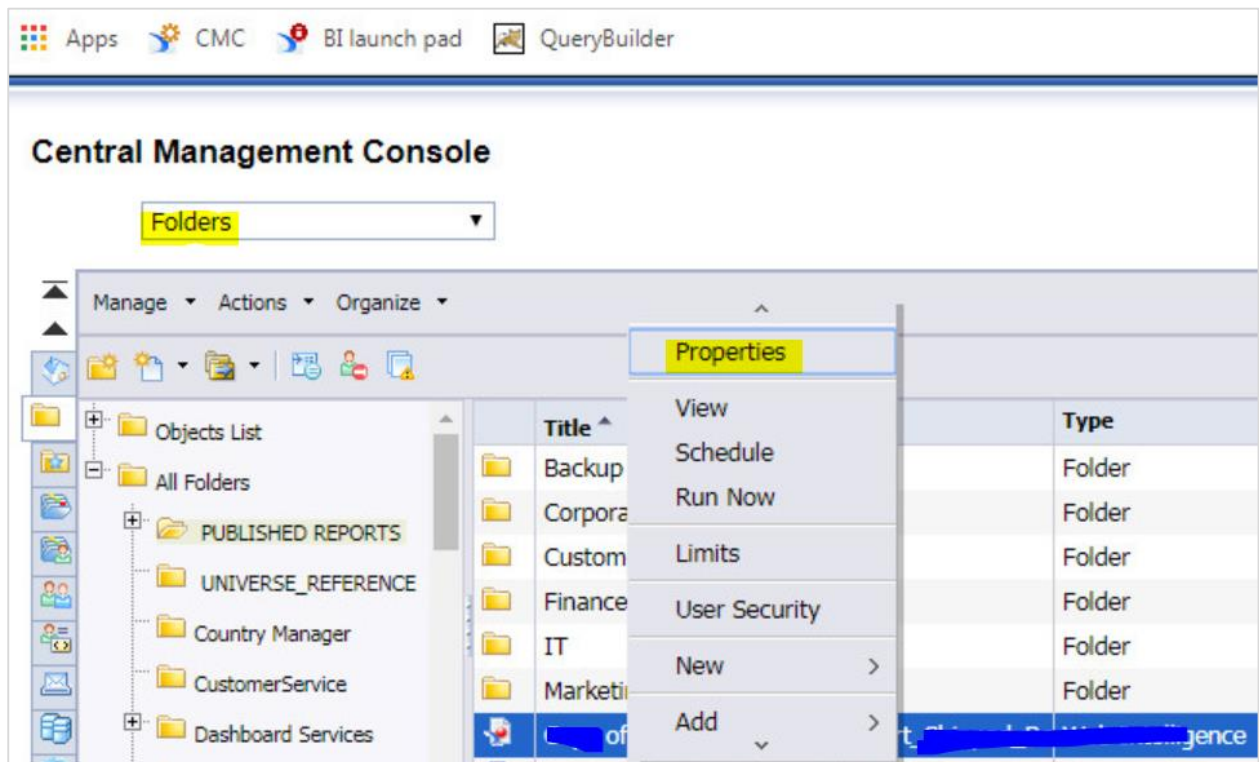 Apps CMC BI launch pad QueryBuilder
Central Management Console
Folders
Manage Actions Organize
Properties
View
Schedule
Run Now
Limits
User Security
New
Add
Objects List
All Folders
PUBLISHED REPORTS
UNIVERSE_REFERENCE
Country Manager
CustomerService
Dashboard Services
Title Type
Backup Folder
Corpora Folder
Custom Folder
Finance Folder
IT Folder
Marketi Folder
of